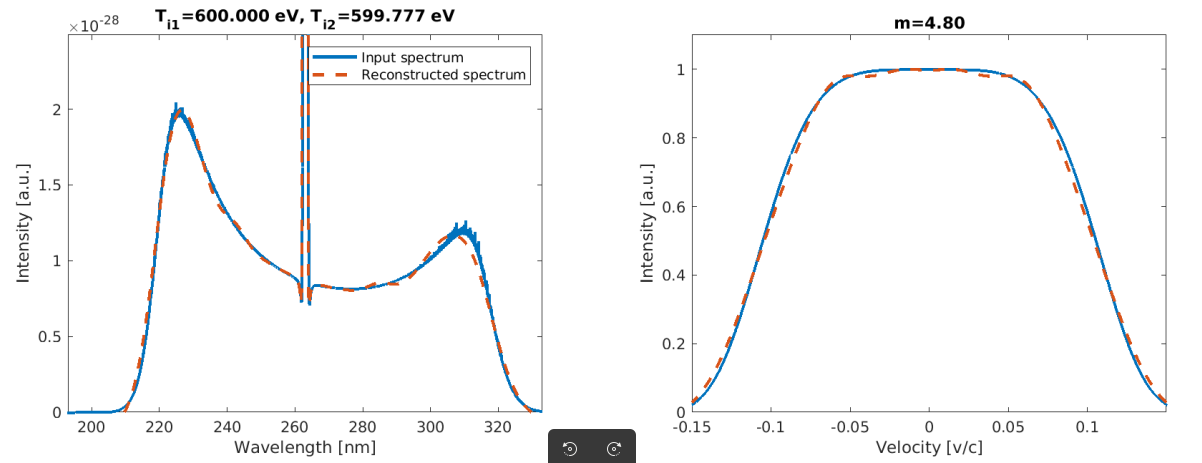 T_i1=600.000 eV, T_i2=599.777 eV
×10^-28
Input spectrum
Reconstructed spectrum
2
1.5
1
0.5
0
200 220 240 260 280 300 320
Intensity [a.u.]
Wavelength [nm]
m=4.80
1
0.8
0.6
0.4
0.2
0
-0.15 -0.1 -0.05 0 0.05 0.1
Intensity [a.u.]
Velocity [v/c]